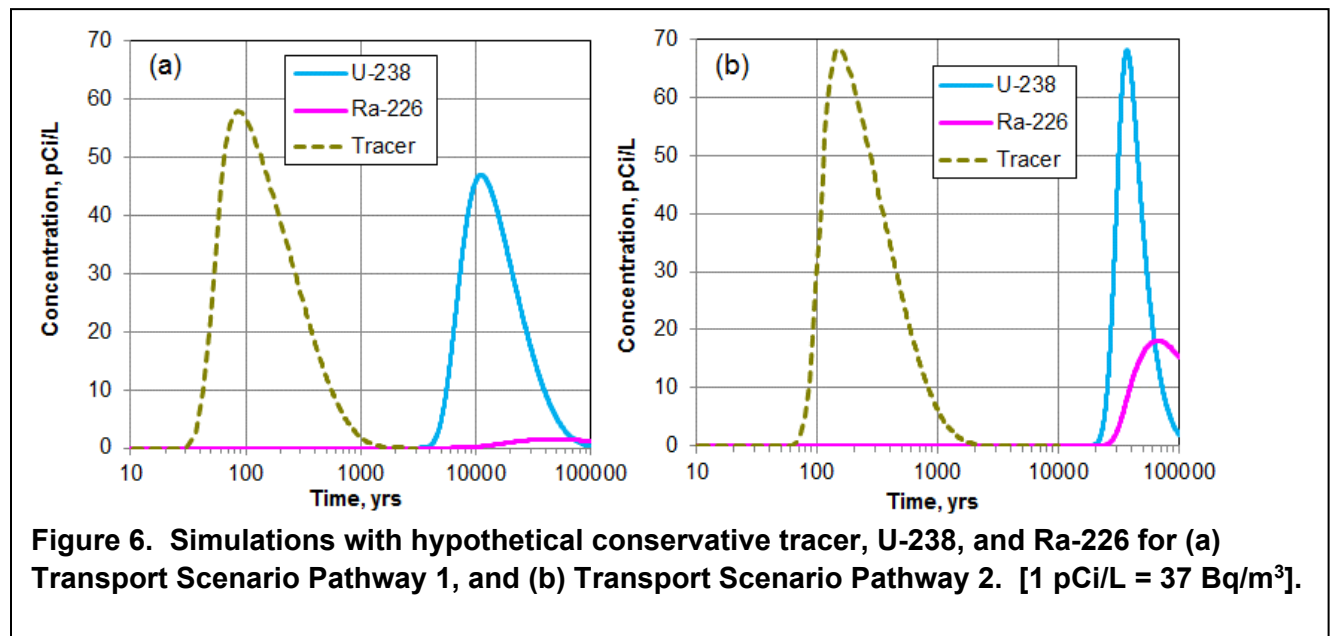 70
60
50
40
30
20
10
0
Concentration, pCi/L
(a)
U-238
Ra-226
Tracer
10
100
1000
10000
100000
Time, yrs
70
60
50
40
30
20
10
0
Concentration, pCi/L
(b)
U-238
Ra-226
Tracer
10
100
1000
10000
100000
Time, yrs
Figure 6. Simulations with hypothetical conservative tracer, U-238, and Ra-226 for (a)
Transport Scenario Pathway 1, and (b) Transport Scenario Pathway 2. [1 pCi/L = 37 Bq/m³].